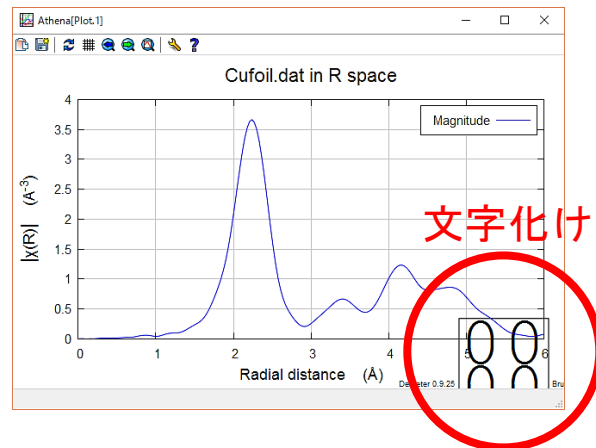 Athena[Plot.1]
Cufoil.dat in R space
Magnitude
|χ(R)| (Å⁻³)
4
3.5
3
2.5
2
1.5
1
0.5
0
0 1 2 3 4 5 6
Radial distance (Å)
文字化け
00
00
0.9.25
Bru